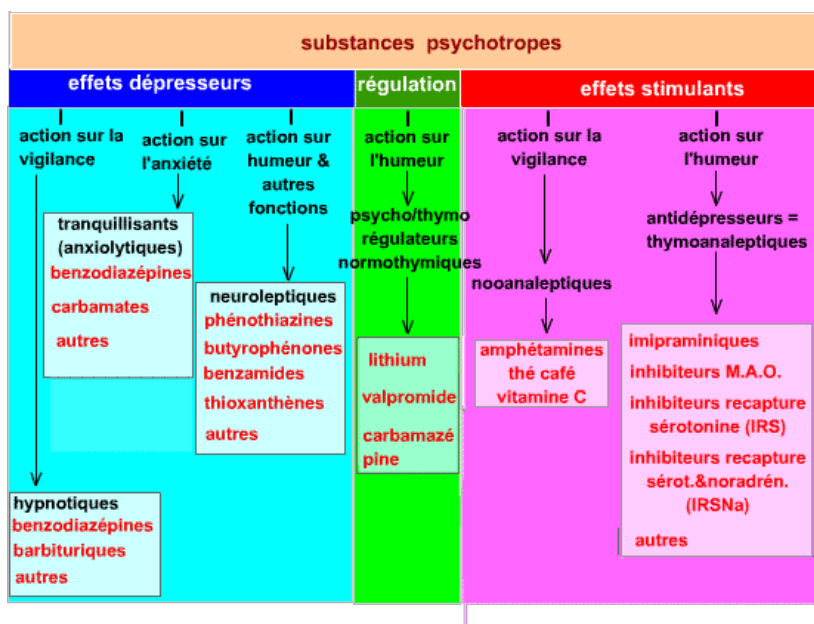 substances psychotropes
effets dépresseurs
régulation
effets stimulants
action sur la
vigilance
action sur
l'anxiété
action sur
humeur &
autres
fonctions
action sur
l'humeur
action sur la
vigilance
action sur
l'humeur
tranquillisants
(anxiolytiques)
benzodiazépines
carbamates
autres
neuroleptiques
phénothiazines
butyrophénones
benzamides
thioxanthènes
autres
hypnotiques
benzodiazépines
barbituriques
autres
psycho/thymo
régulateurs
normothymiques
lithium
valpromide
carbamazé
pine
nooanaleptiques
amphétamines
thé café
vitamine C
antidépresseurs =
thymoanaleptiques
imipraminiques
inhibiteurs M.A.O.
inhibiteurs recapture
sérotonine (IRS)
inhibiteurs recapture
sérot.&noradrén.
(IRSNa)
autres